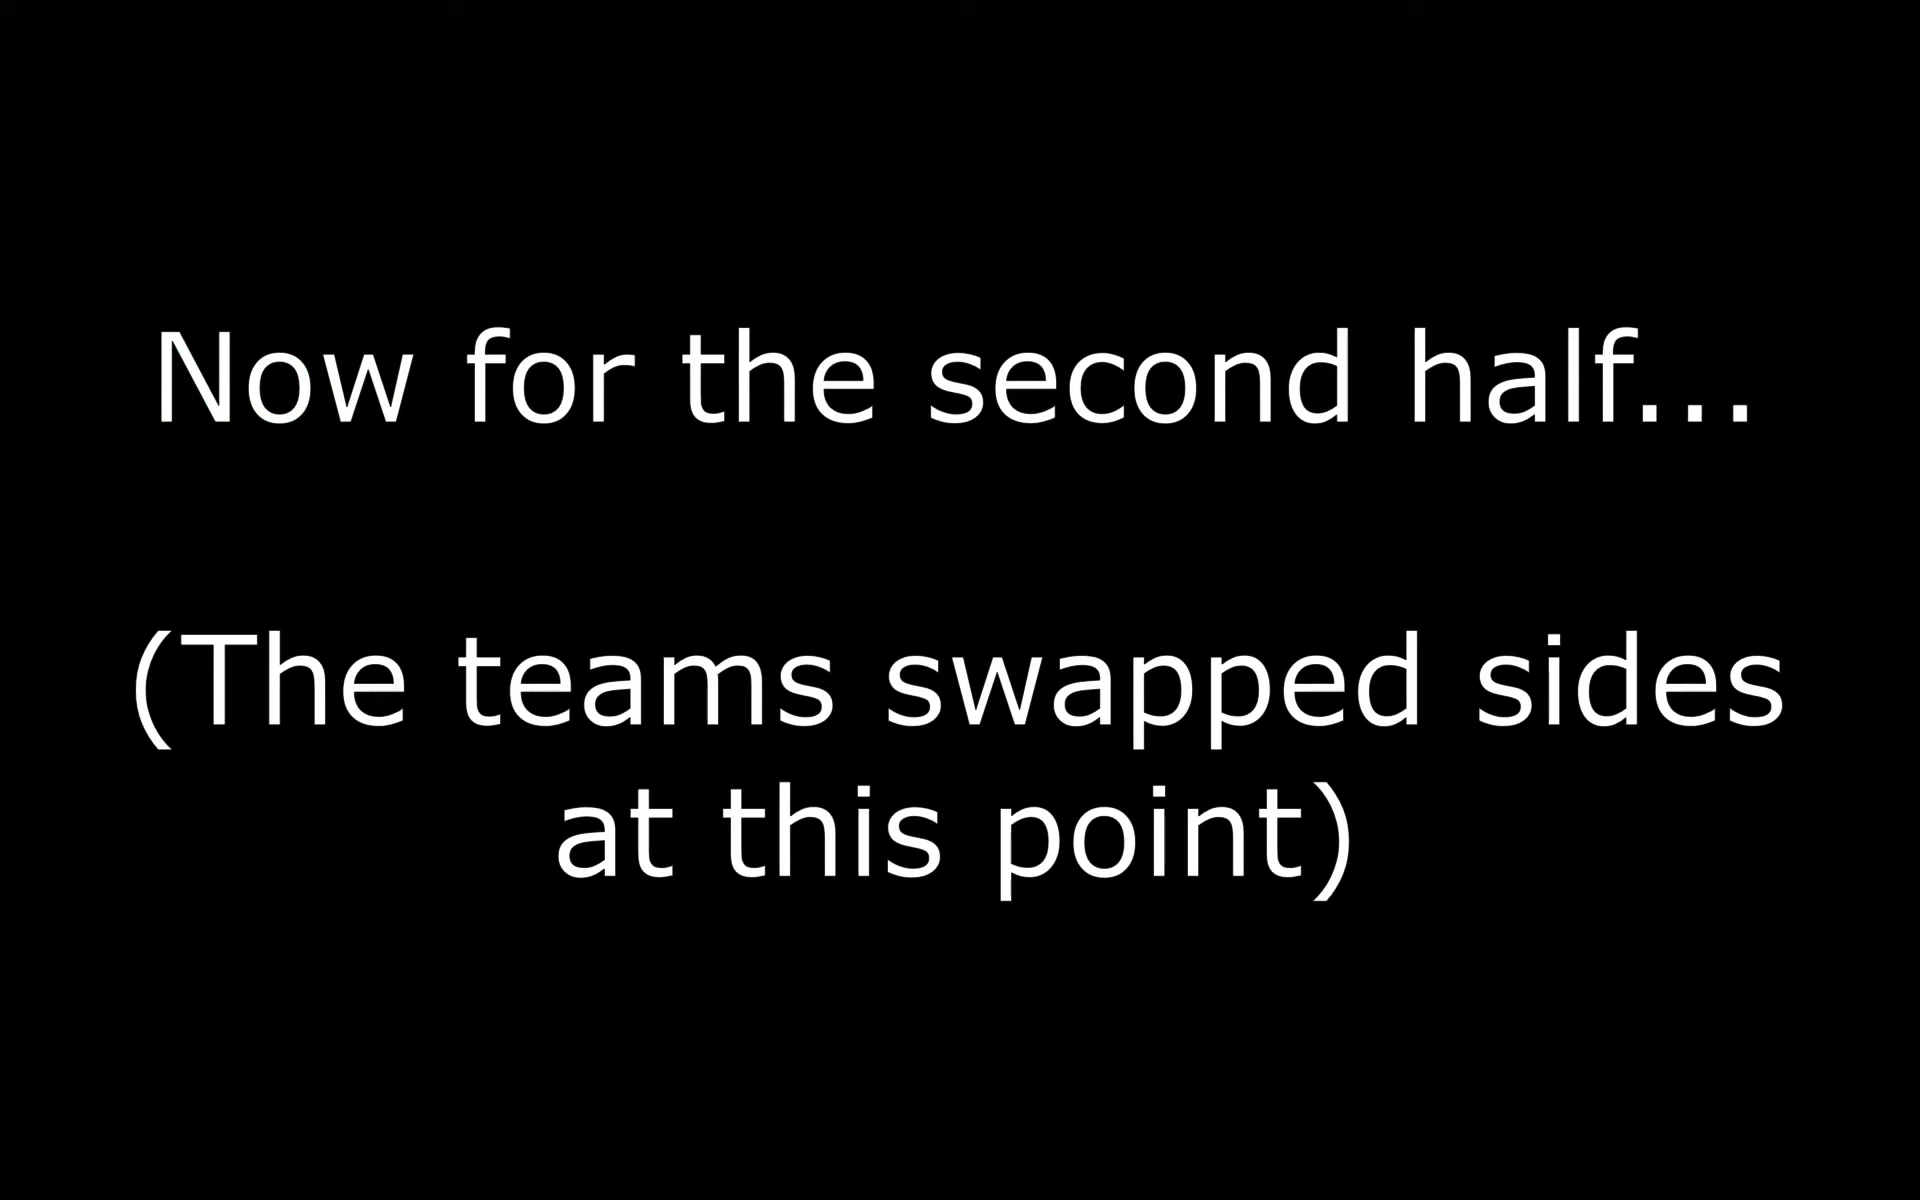 Now for the second half...
(The teams swapped sides
at this point)